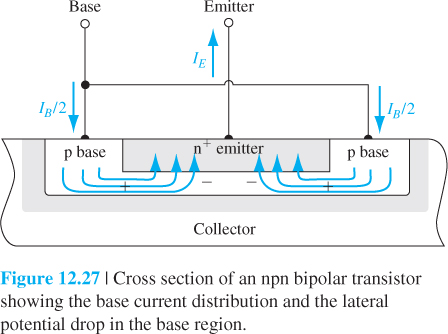 Base Emitter
I_E
I_B/2 I_B/2
p base n⁺ emitter p base
+ − − +
Collector
Figure 12.27 | Cross section of an npn bipolar transistor
showing the base current distribution and the lateral
potential drop in the base region.